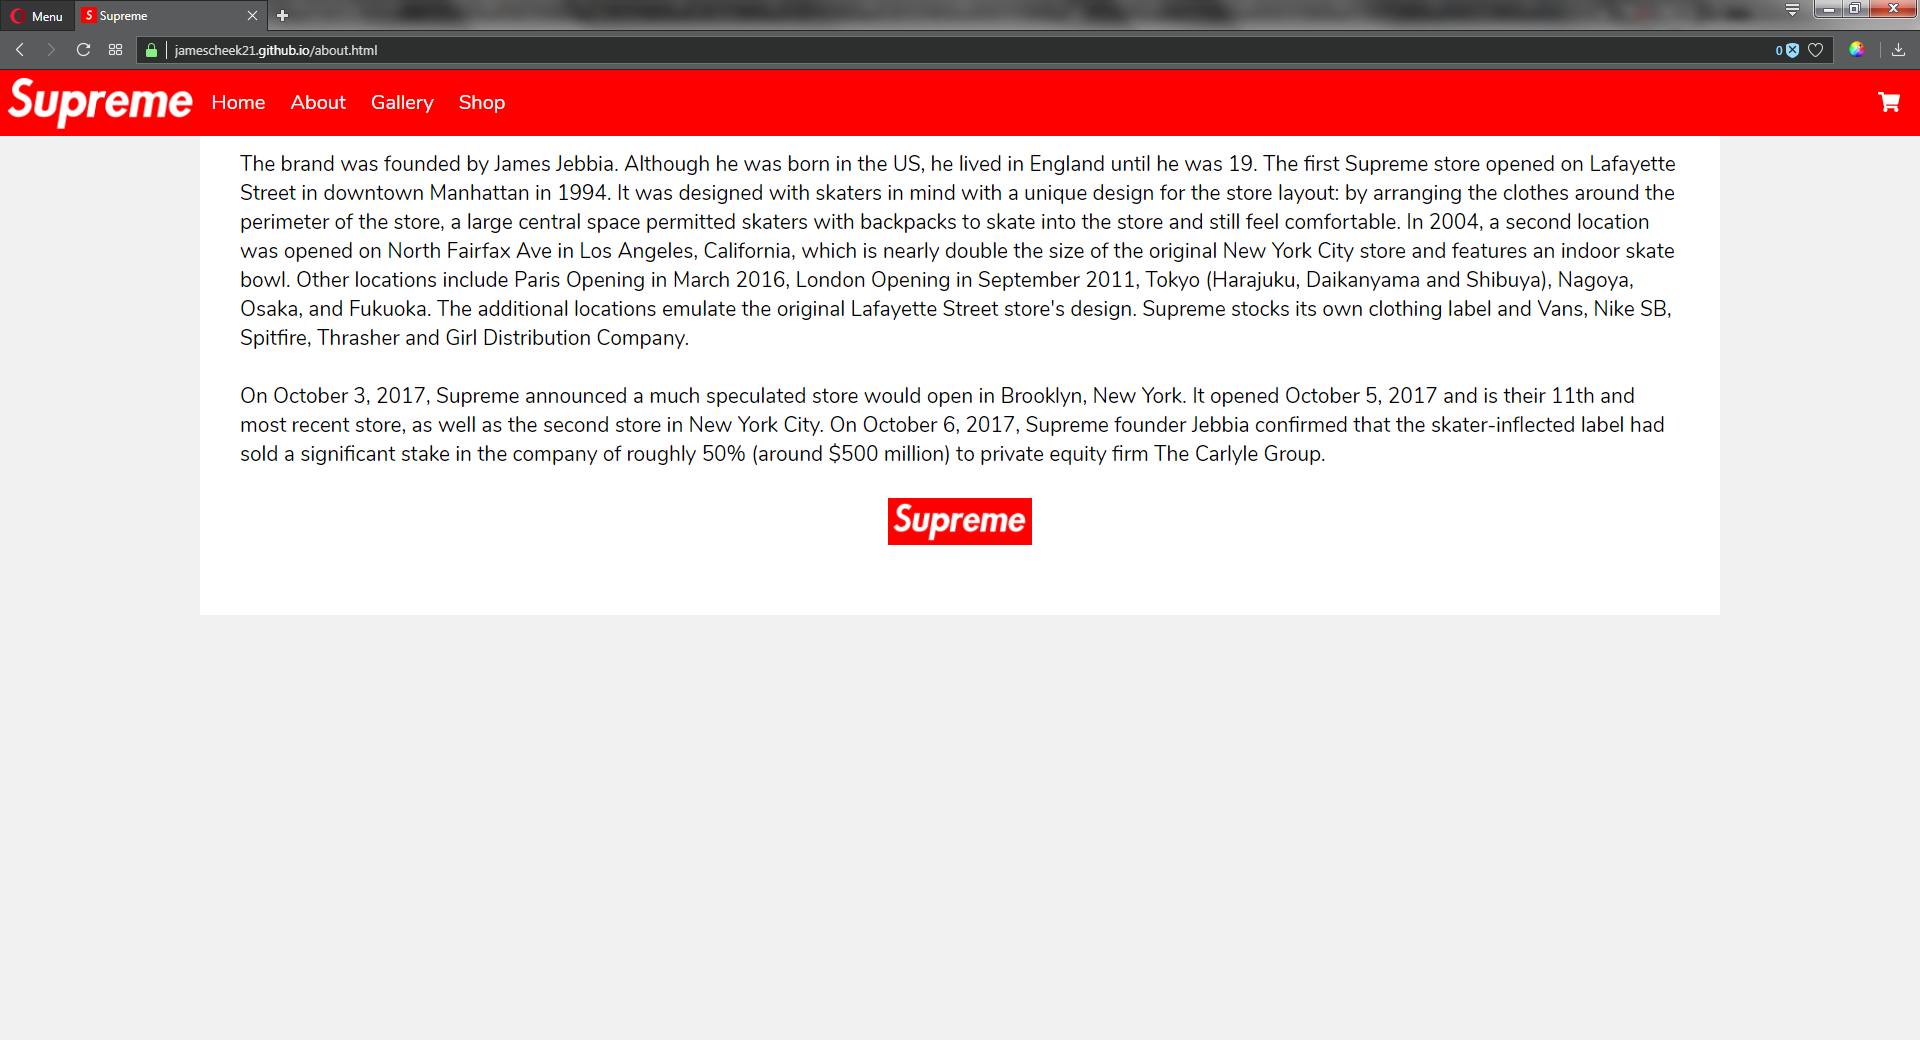 Menu
S Supreme
jamescheek21.github.io/about.html
0
Supreme Home About Gallery Shop
The brand was founded by James Jebbia. Although he was born in the US, he lived in England until he was 19. The first Supreme store opened on Lafayette
Street in downtown Manhattan in 1994. It was designed with skaters in mind with a unique design for the store layout: by arranging the clothes around the
perimeter of the store, a large central space permitted skaters with backpacks to skate into the store and still feel comfortable. In 2004, a second location
was opened on North Fairfax Ave in Los Angeles, California, which is nearly double the size of the original New York City store and features an indoor skate
bowl. Other locations include Paris Opening in March 2016, London Opening in September 2011, Tokyo (Harajuku, Daikanyama and Shibuya), Nagoya,
Osaka, and Fukuoka. The additional locations emulate the original Lafayette Street store's design. Supreme stocks its own clothing label and Vans, Nike SB,
Spitfire, Thrasher and Girl Distribution Company.
On October 3, 2017, Supreme announced a much speculated store would open in Brooklyn, New York. It opened October 5, 2017 and is their 11th and
most recent store, as well as the second store in New York City. On October 6, 2017, Supreme founder Jebbia confirmed that the skater-inflected label had
sold a significant stake in the company of roughly 50% (around $500 million) to private equity firm The Carlyle Group.
Supreme